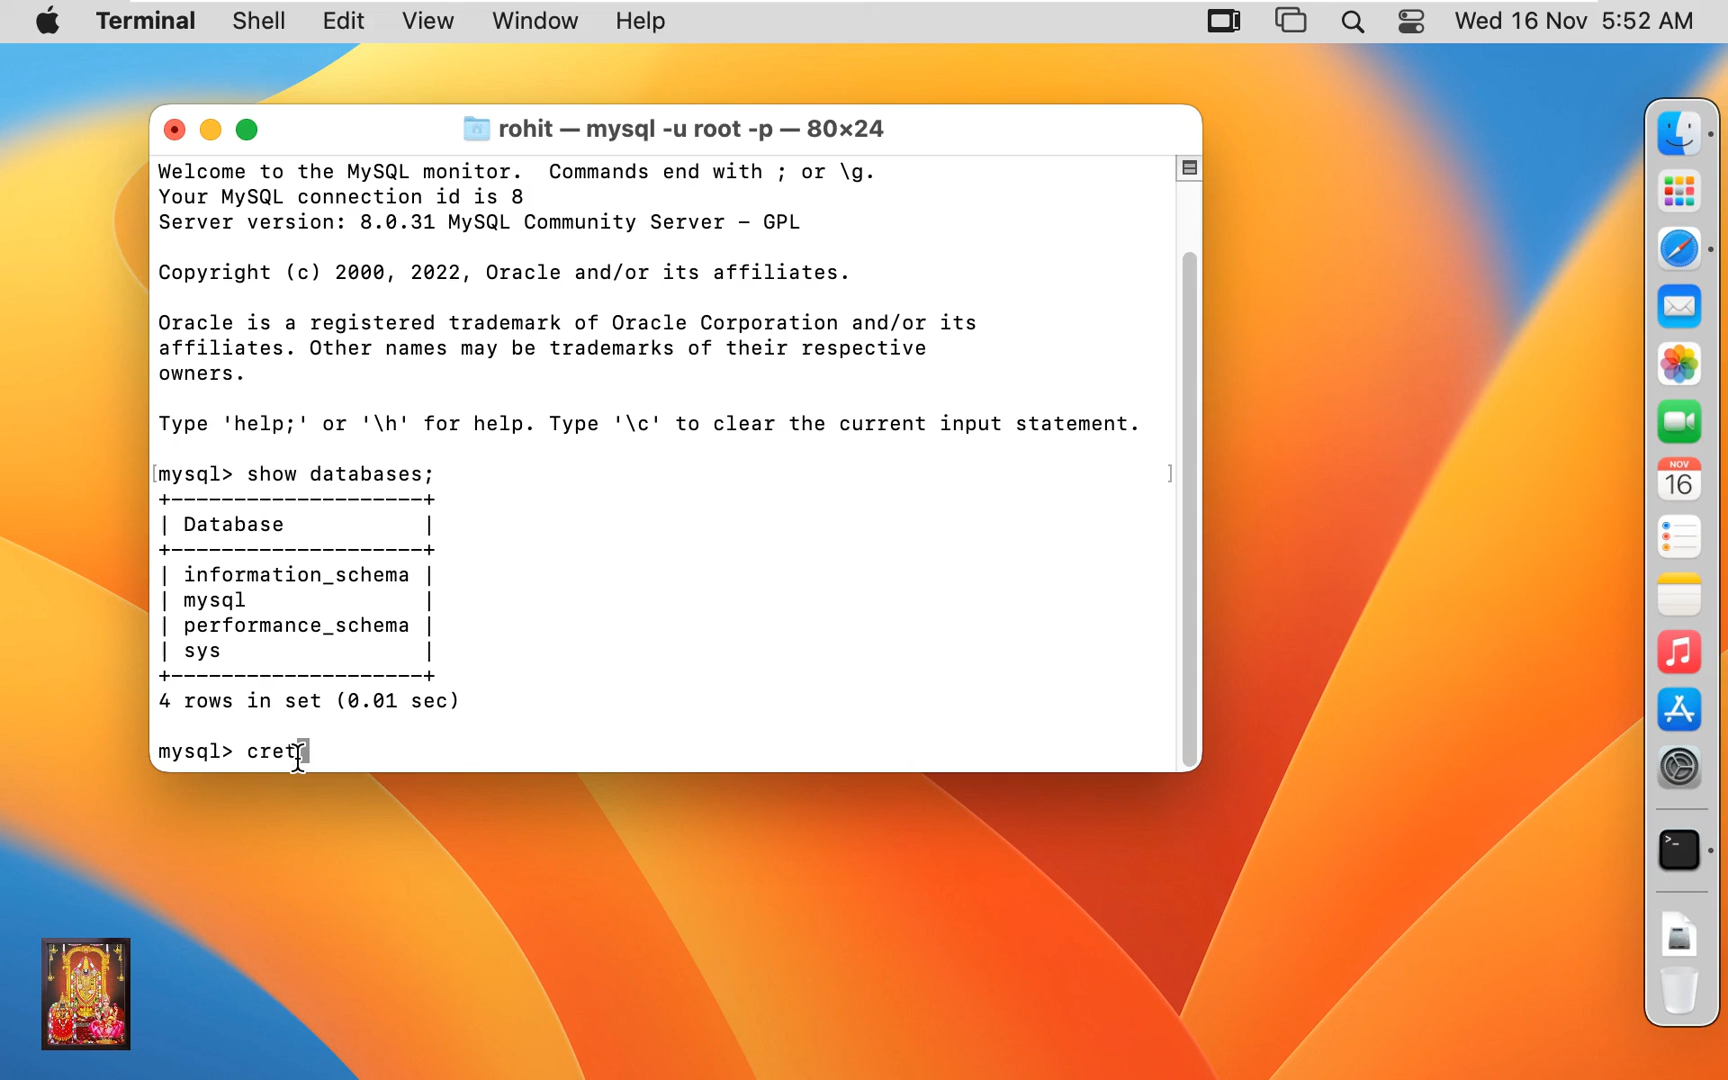 Terminal Shell Edit View Window Help Wed 16 Nov 5:52 AM
rohit — mysql -u root -p — 80×24
Welcome to the MySQL monitor.  Commands end with ; or \g.
Your MySQL connection id is 8
Server version: 8.0.31 MySQL Community Server - GPL
Copyright (c) 2000, 2022, Oracle and/or its affiliates.
Oracle is a registered trademark of Oracle Corporation and/or its
affiliates. Other names may be trademarks of their respective
owners.
Type 'help;' or '\h' for help. Type '\c' to clear the current input statement.
[mysql> show databases; ]
+--------------------+
| Database           |
+--------------------+
| information_schema |
| mysql              |
| performance_schema |
| sys                |
+--------------------+
4 rows in set (0.01 sec)
mysql> cret
NOV
16